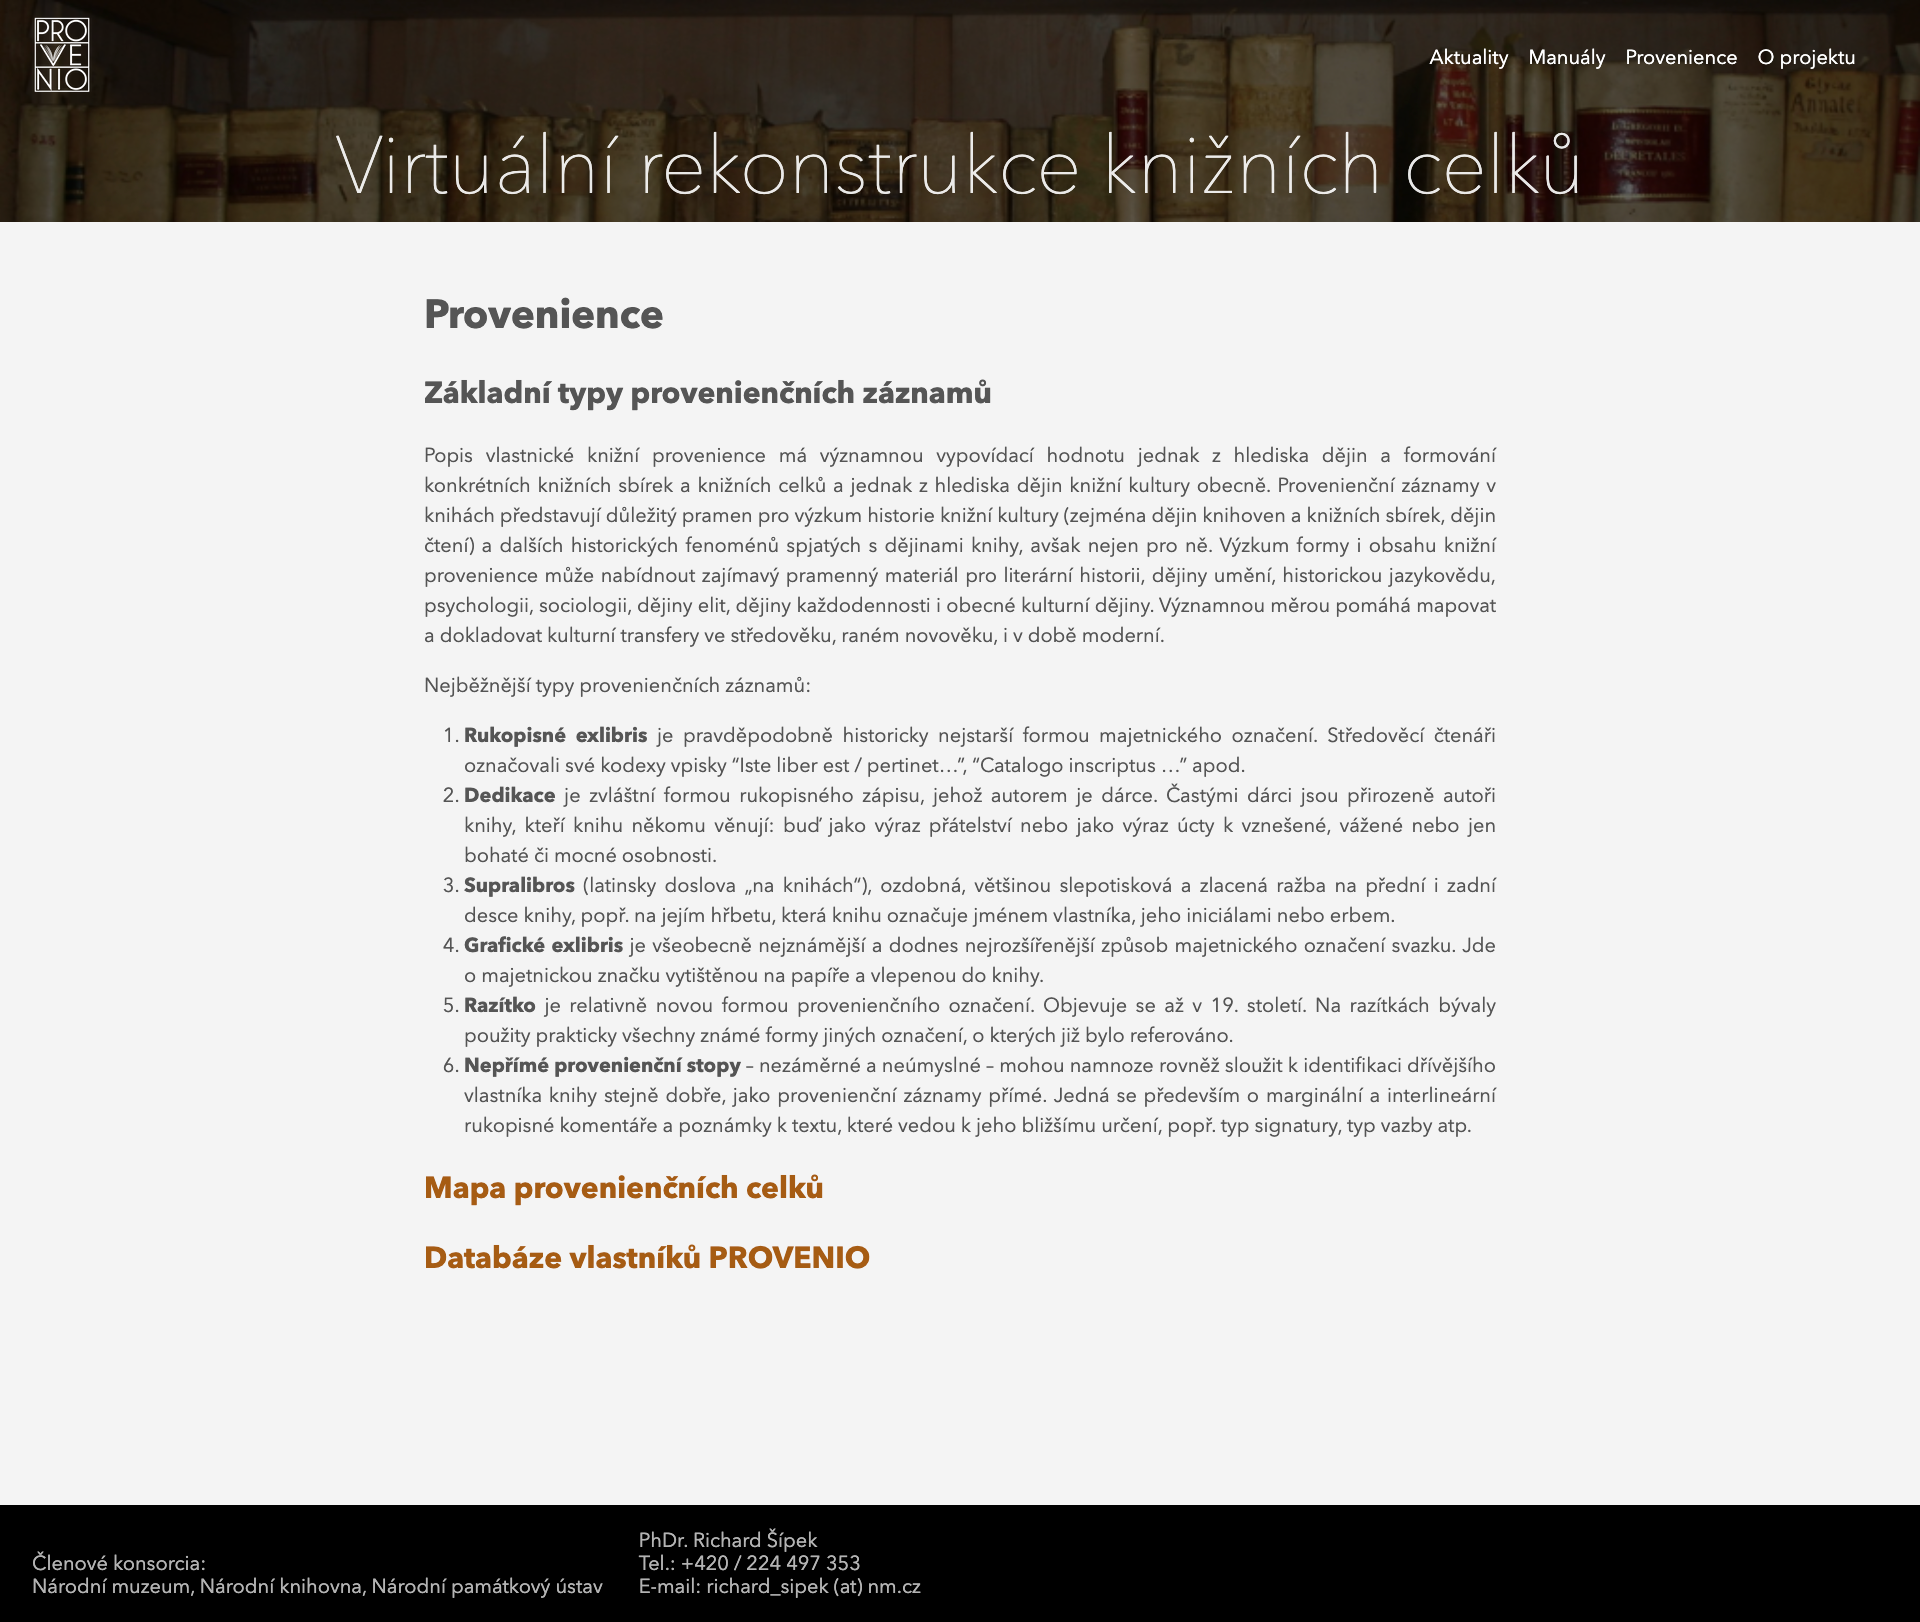 PRO
VE
NIO
Aktuality Manuály Provenience O projektu
Virtuální rekonstrukce knižních celků
Provenience
Základní typy provenienčních záznamů
Popis vlastnické knižní provenience má významnou vypovídací hodnotu jednak z hlediska dějin a formování
konkrétních knižních sbírek a knižních celků a jednak z hlediska dějin knižní kultury obecně. Provenienční záznamy v
knihách představují důležitý pramen pro výzkum historie knižní kultury (zejména dějin knihoven a knižních sbírek, dějin
čtení) a dalších historických fenoménů spjatých s dějinami knihy, avšak nejen pro ně. Výzkum formy i obsahu knižní
provenience může nabídnout zajímavý pramenný materiál pro literární historii, dějiny umění, historickou jazykovědu,
psychologii, sociologii, dějiny elit, dějiny každodennosti i obecné kulturní dějiny. Významnou měrou pomáhá mapovat
a dokladovat kulturní transfery ve středověku, raném novověku, i v době moderní.
Nejběžnější typy provenienčních záznamů:
1. Rukopisné exlibris je pravděpodobně historicky nejstarší formou majetnického označení. Středověcí čtenáři
označovali své kodexy vpisky “Iste liber est / pertinet…”, “Catalogo inscriptus …” apod.
2. Dedikace je zvláštní formou rukopisného zápisu, jehož autorem je dárce. Častými dárci jsou přirozeně autoři
knihy, kteří knihu někomu věnují: buď jako výraz přátelství nebo jako výraz úcty k vznešené, vážené nebo jen
bohaté či mocné osobnosti.
3. Supralibros (latinsky doslova „na knihách“), ozdobná, většinou slepotisková a zlacená ražba na přední i zadní
desce knihy, popř. na jejím hřbetu, která knihu označuje jménem vlastníka, jeho iniciálami nebo erbem.
4. Grafické exlibris je všeobecně nejznámější a dodnes nejrozšířenější způsob majetnického označení svazku. Jde
o majetnickou značku vytištěnou na papíře a vlepenou do knihy.
5. Razítko je relativně novou formou provenienčního označení. Objevuje se až v 19. století. Na razítkách bývaly
použity prakticky všechny známé formy jiných označení, o kterých již bylo referováno.
6. Nepřímé provenienční stopy – nezáměrné a neúmyslné – mohou namnoze rovněž sloužit k identifikaci dřívějšího
vlastníka knihy stejně dobře, jako provenienční záznamy přímé. Jedná se především o marginální a interlineární
rukopisné komentáře a poznámky k textu, které vedou k jeho bližšímu určení, popř. typ signatury, typ vazby atp.
Mapa provenienčních celků
Databáze vlastníků PROVENIO
Členové konsorcia:
Národní muzeum, Národní knihovna, Národní památkový ústav
PhDr. Richard Šípek
Tel.: +420 / 224 497 353
E-mail: richard_sipek (at) nm.cz